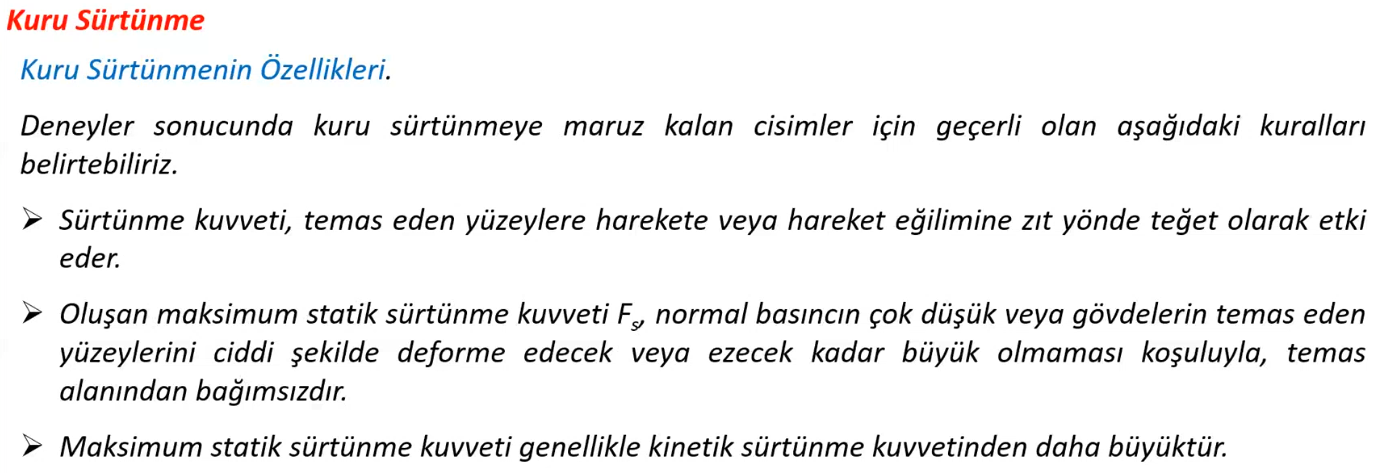 Kuru Sürtünme
Kuru Sürtünmenin Özellikleri.
Deneyler sonucunda kuru sürtünmeye maruz kalan cisimler için geçerli olan aşağıdaki kuralları
belirtebiliriz.
➢ Sürtünme kuvveti, temas eden yüzeylere harekete veya hareket eğilimine zıt yönde teğet olarak etki
eder.
➢ Oluşan maksimum statik sürtünme kuvveti Fs, normal basıncın çok düşük veya gövdelerin temas eden
yüzeylerini ciddi şekilde deforme edecek veya ezecek kadar büyük olmaması koşuluyla, temas
alanından bağımsızdır.
➢ Maksimum statik sürtünme kuvveti genellikle kinetik sürtünme kuvvetinden daha büyüktür.